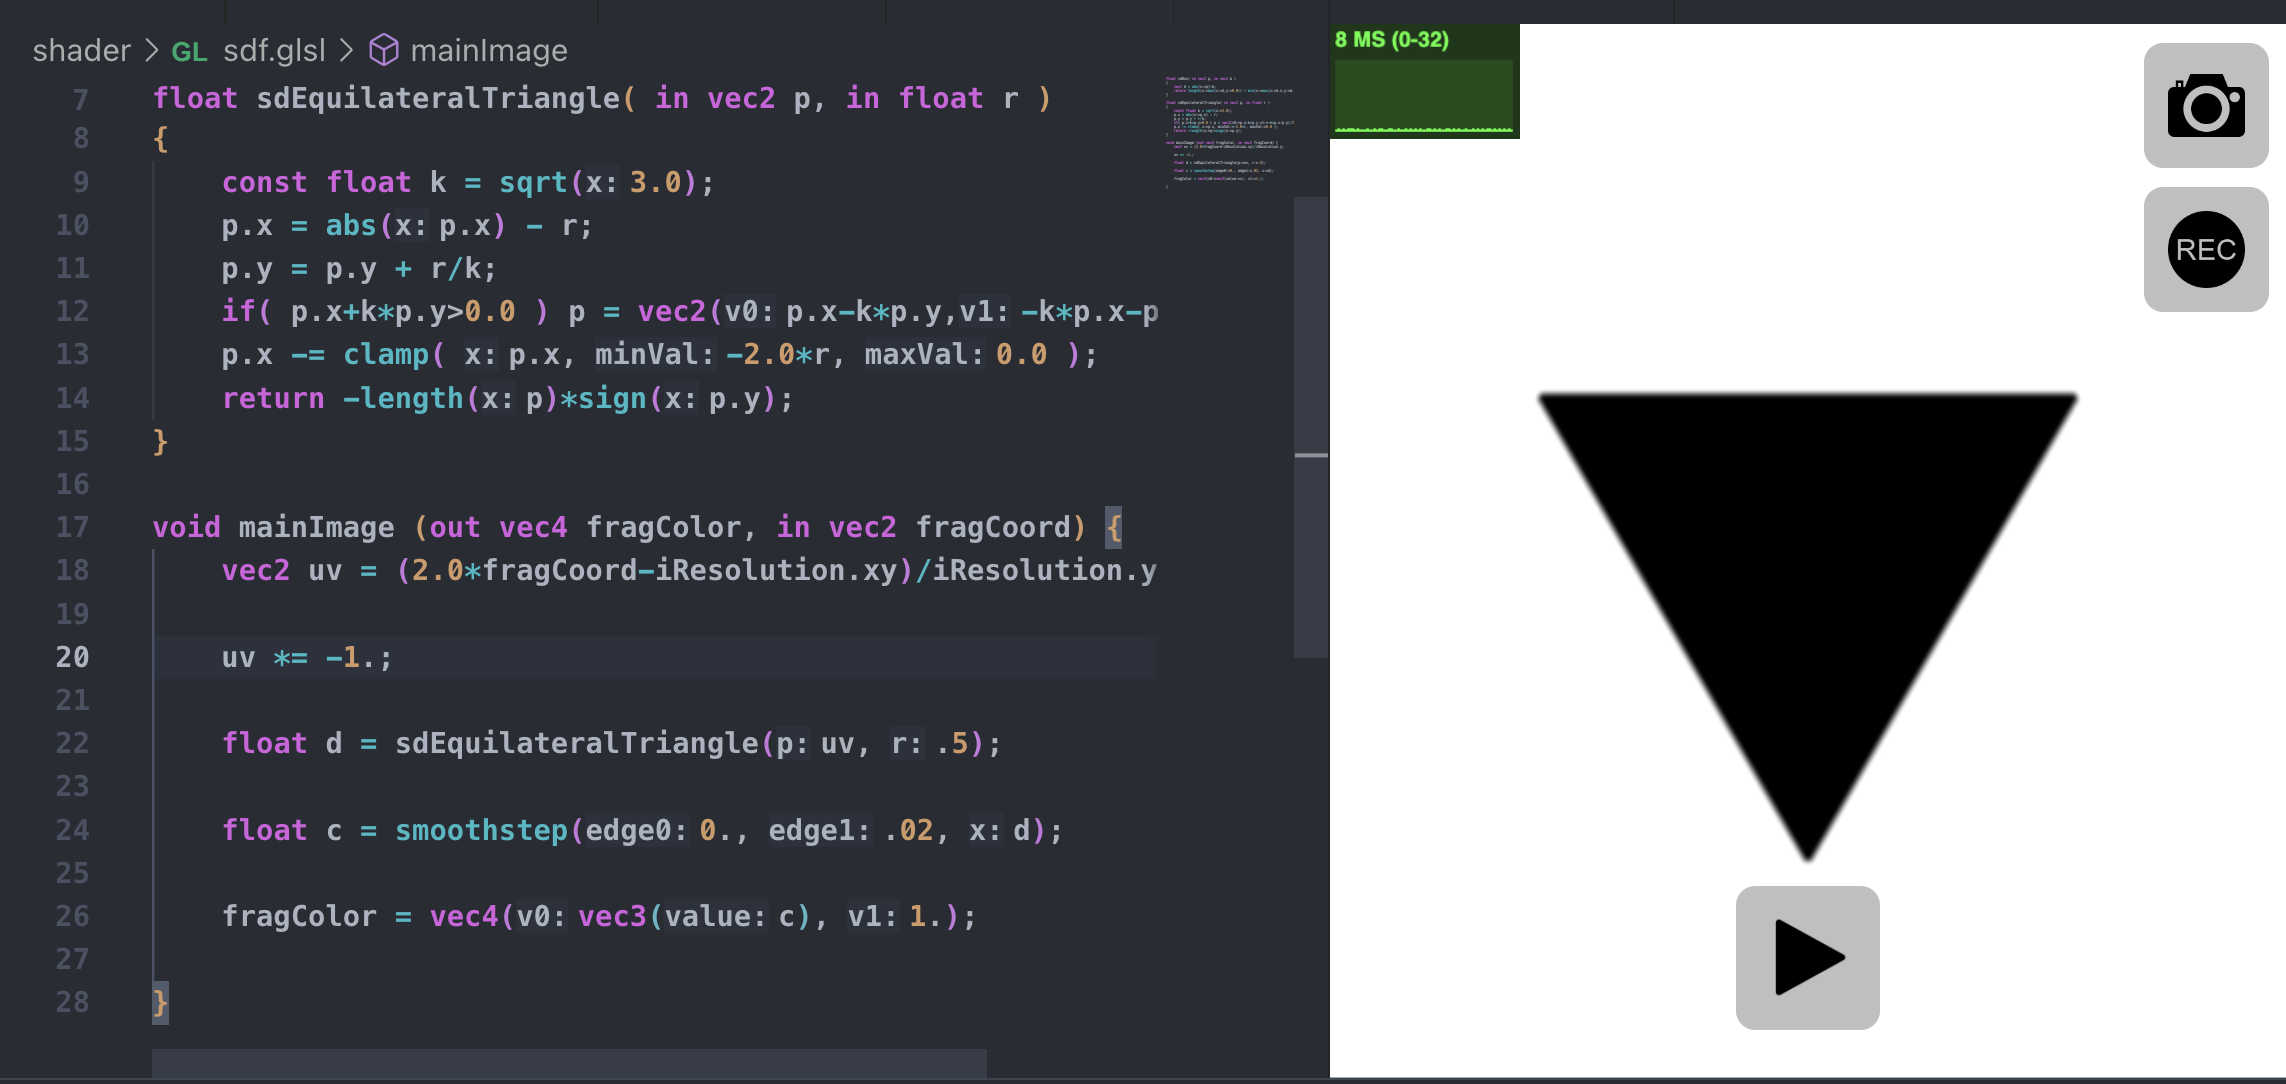 shader > GL sdf.glsl > mainImage
7 float sdEquilateralTriangle( in vec2 p, in float r )
8 {
9 const float k = sqrt(x: 3.0);
10 p.x = abs(x: p.x) - r;
11 p.y = p.y + r/k;
12 if( p.x+k*p.y>0.0 ) p = vec2(v0: p.x-k*p.y,v1: -k*p.x-p
13 p.x -= clamp( x: p.x, minVal: -2.0*r, maxVal: 0.0 );
14 return -length(x: p)*sign(x: p.y);
15 }
16
17 void mainImage (out vec4 fragColor, in vec2 fragCoord) {
18 vec2 uv = (2.0*fragCoord-iResolution.xy)/iResolution.y
19
20 uv *= -1.;
21
22 float d = sdEquilateralTriangle(p: uv, r: .5);
23
24 float c = smoothstep(edge0: 0., edge1: .02, x: d);
25
26 fragColor = vec4(v0: vec3(value: c), v1: 1.);
27
28 }
8 MS (0-32)
REC